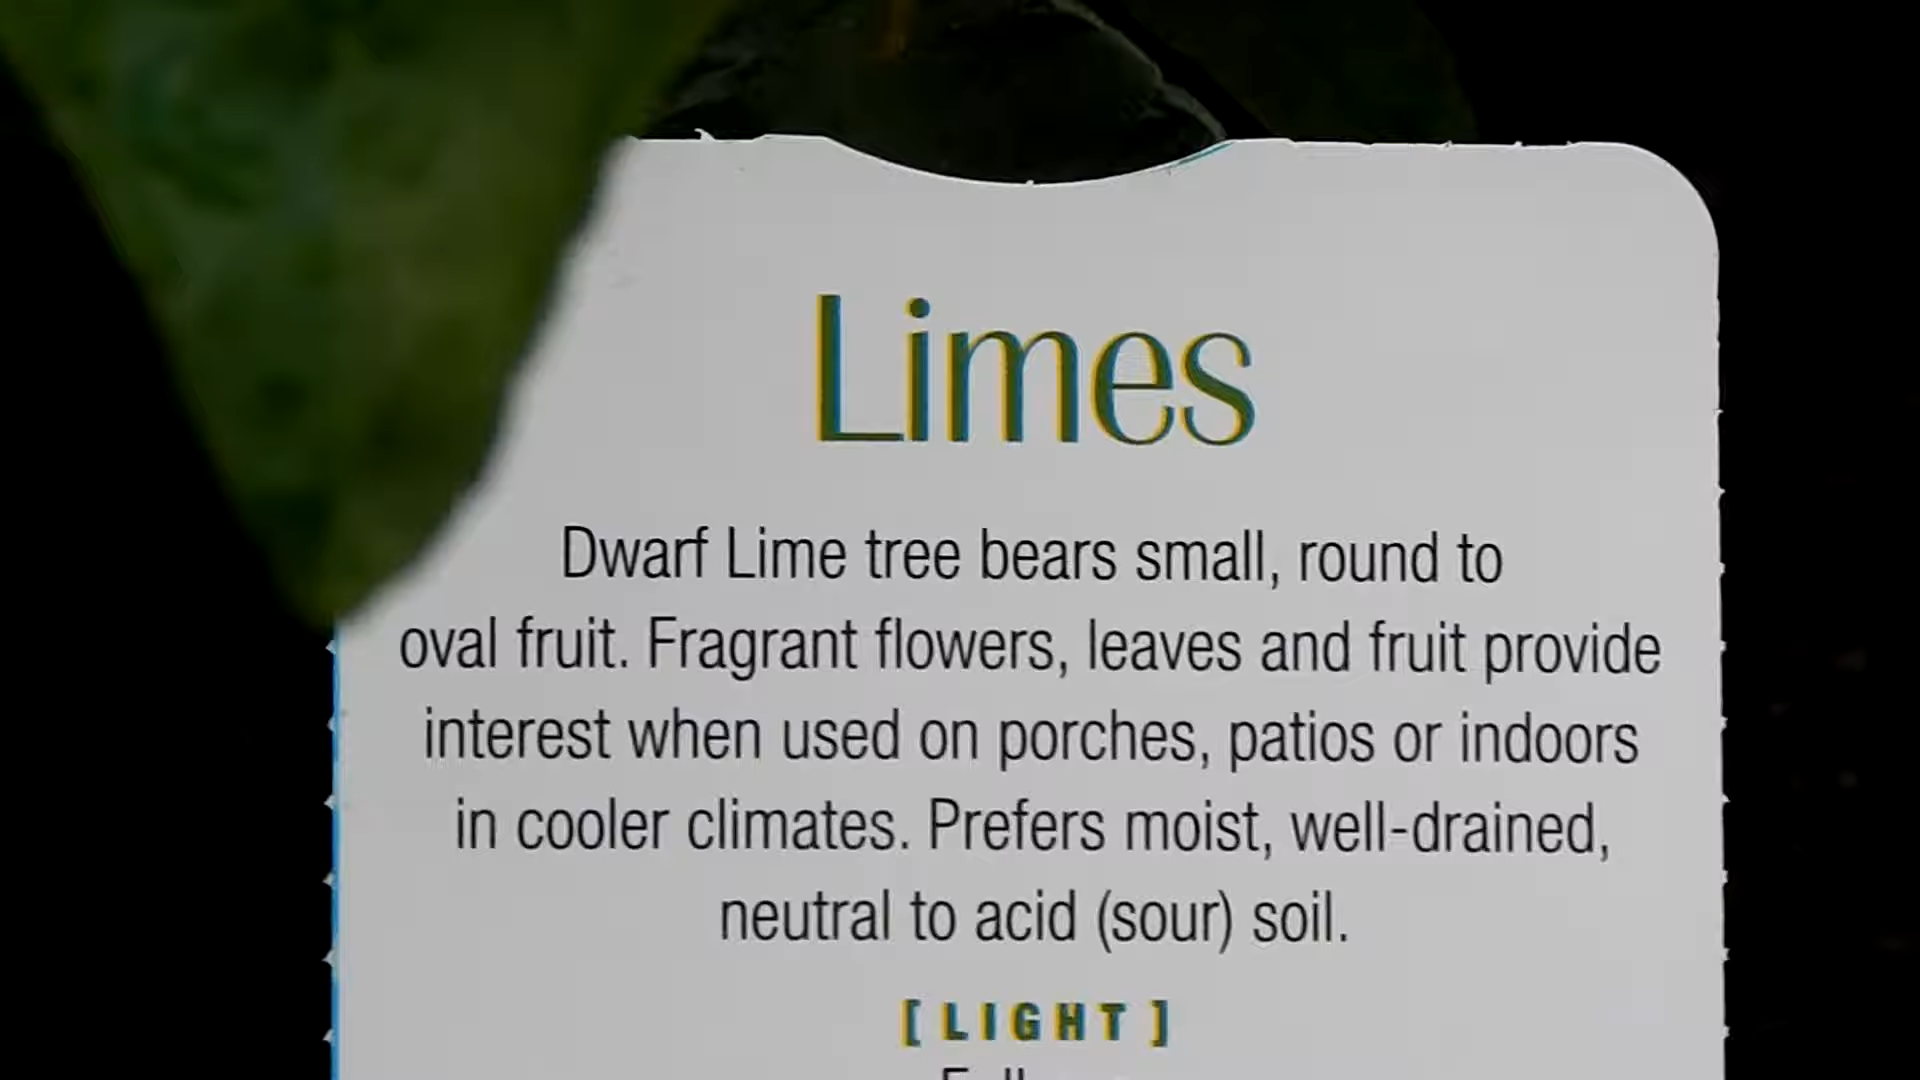 Limes
Dwarf Lime tree bears small, round to
oval fruit. Fragrant flowers, leaves and fruit provide
interest when used on porches, patios or indoors
in cooler climates. Prefers moist, well-drained,
neutral to acid (sour) soil.
[ LIGHT ]